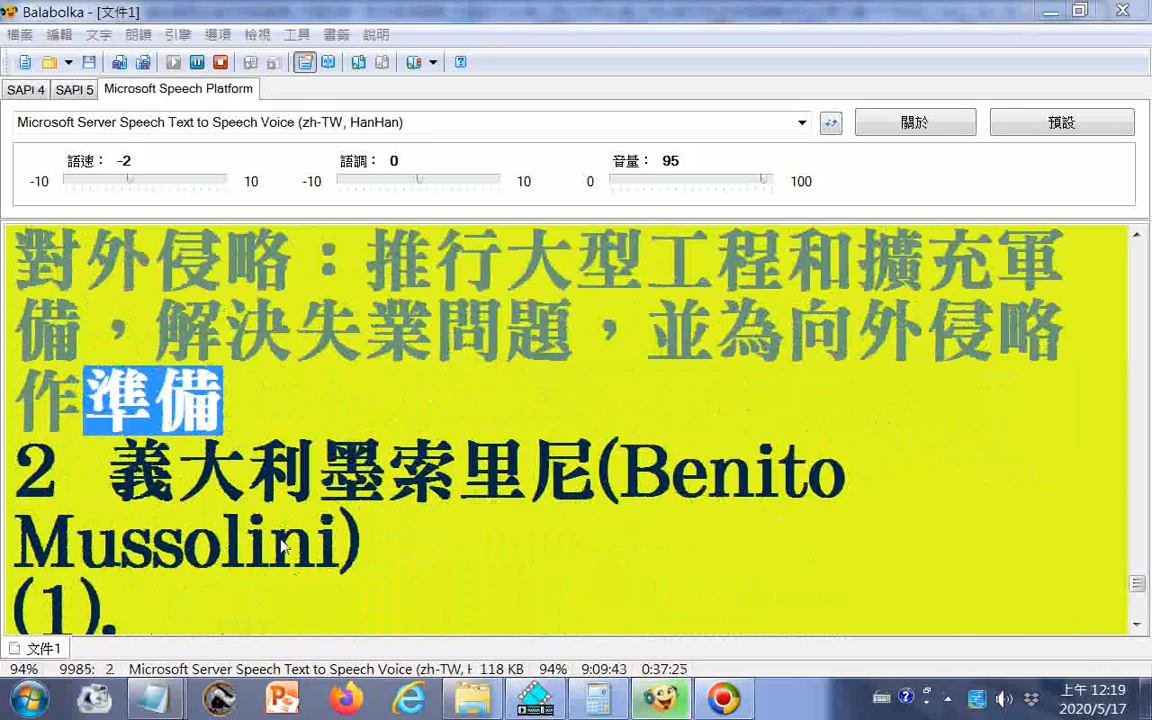 Balabolka - [文件1]
檔案 編輯 文字 朗讀 引擎 選項 檢視 工具 書籤 說明
SAPI 4 SAPI 5 Microsoft Speech Platform
Microsoft Server Speech Text to Speech Voice (zh-TW, HanHan) 關於 預設
語速： -2 語調： 0 音量： 95
-10 10 -10 10 0 100
對外侵略：推行大型工程和擴充軍
備，解決失業問題，並為向外侵略
作準備
2 義大利墨索里尼(Benito
Mussolini)
(1).
文件1
94% 9985: 2 Microsoft Server Speech Text to Speech Voice (zh-TW, H 118 KB 94% 9:09:43 0:37:25
上午 12:19
2020/5/17